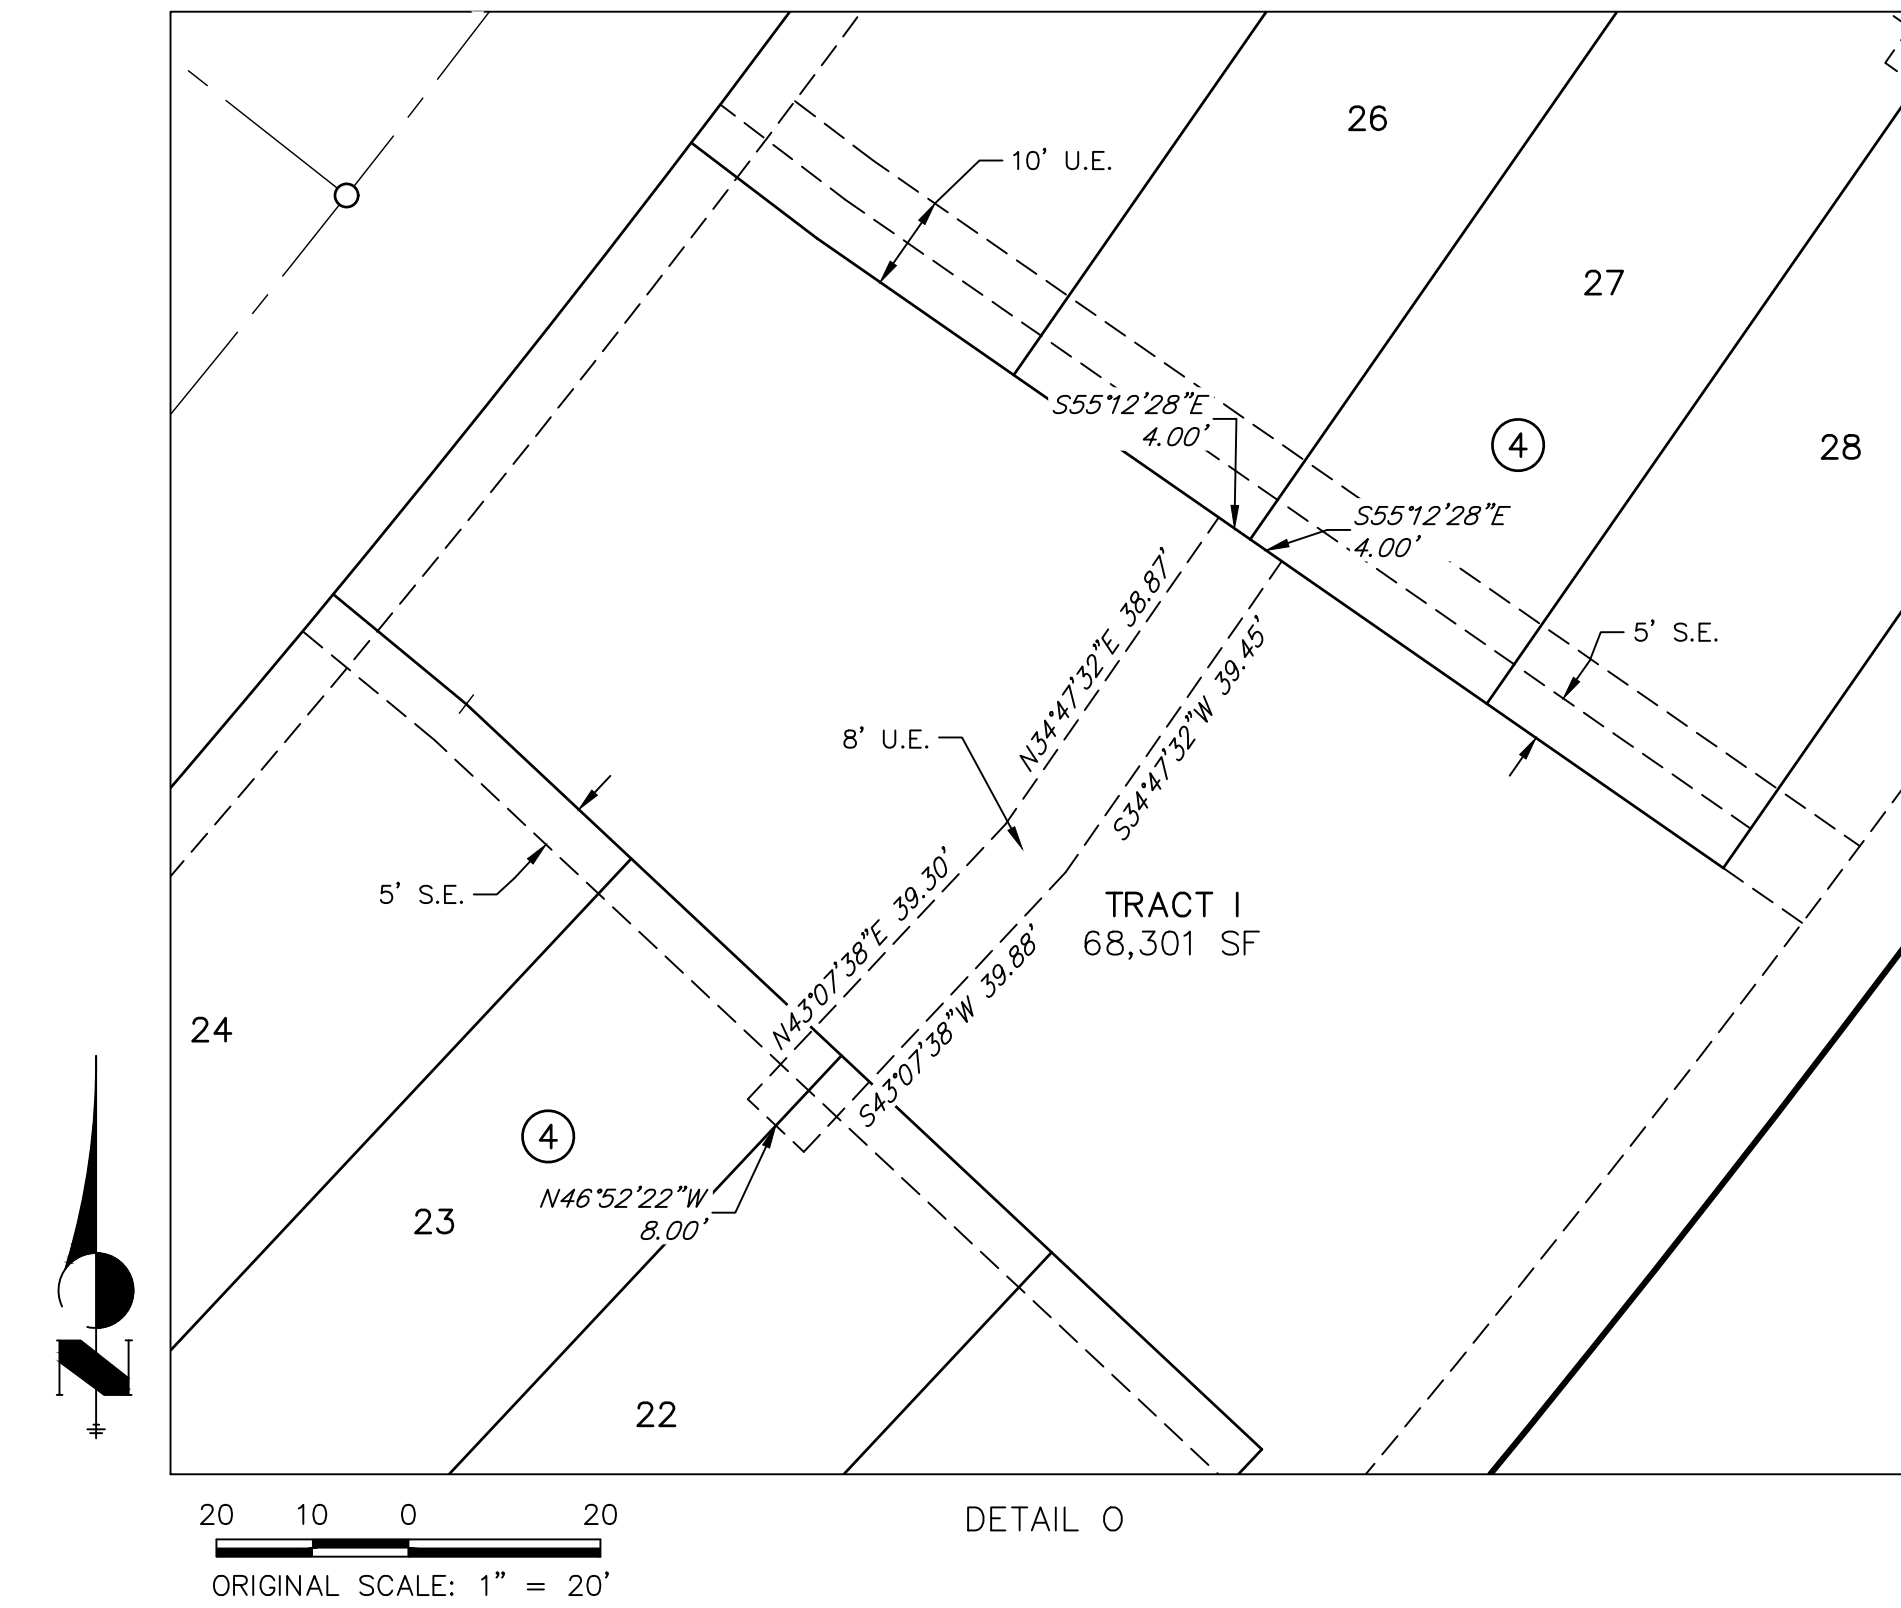 26
10' U.E.
27
S55°12'28"E
4.00'
4
28
S55°12'28"E
4.00'
N34°47'32"E 38.87'
5' S.E.
S34°47'32"W 39.45'
8' U.E.
5' S.E.
N43°07'38"E 39.30'
TRACT I
68,301 SF
S43°07'38"W 39.88'
24
4
N46°52'22"W
8.00'
23
22
N
20 10 0 20
DETAIL O
ORIGINAL SCALE: 1" = 20'